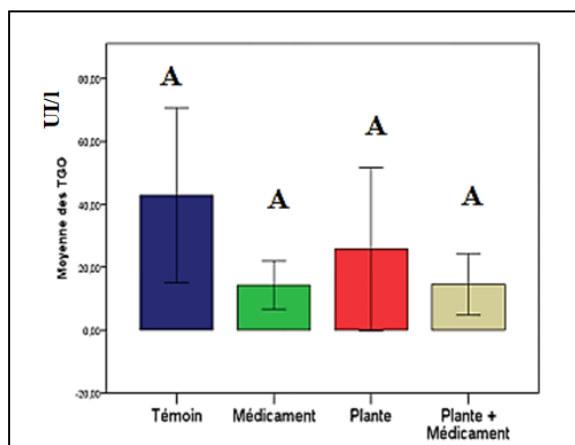 UI/l
Moyenne des TGO
80,00
60,00
40,00
20,00
0,00
-20,00
A
A
A
A
Témoin
Médicament
Plante
Plante +
Médicament